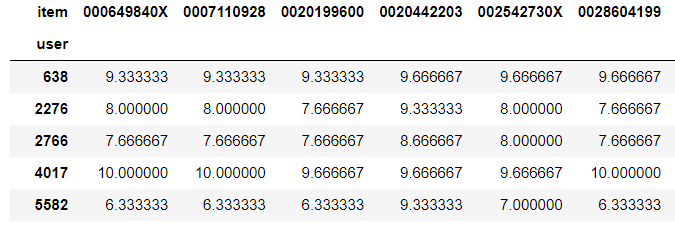 item 000649840X 0007110928 0020199600 0020442203 002542730X 0028604199
user
638 9.333333 9.333333 9.333333 9.666667 9.666667 9.666667
2276 8.000000 8.000000 7.666667 9.333333 8.000000 7.666667
2766 7.666667 7.666667 7.666667 8.666667 8.000000 7.666667
4017 10.000000 10.000000 9.666667 9.666667 9.666667 10.000000
5582 6.333333 6.333333 6.333333 9.333333 7.000000 6.333333